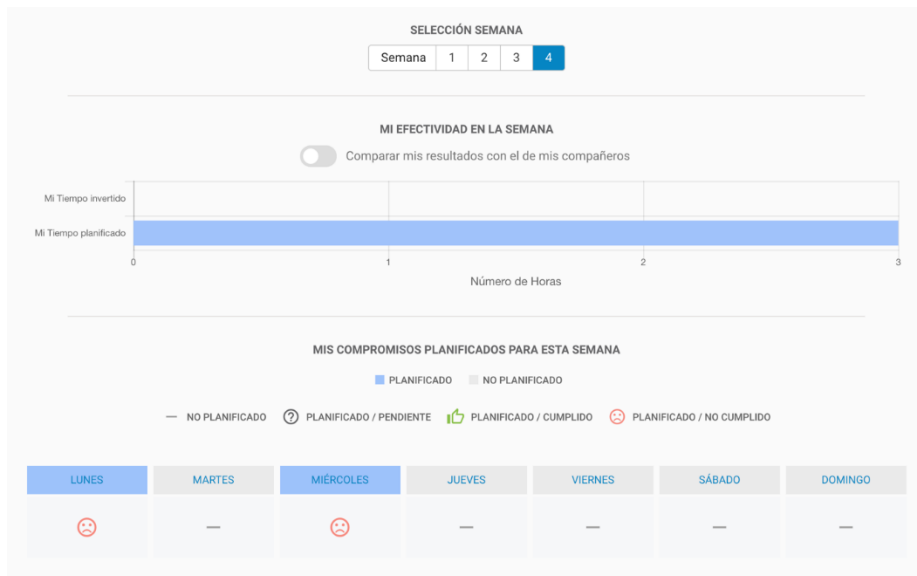 SELECCIÓN SEMANA
Semana 1 2 3 4
MI EFECTIVIDAD EN LA SEMANA
Comparar mis resultados con el de mis compañeros
Mi Tiempo invertido
Mi Tiempo planificado
0 1 2 3
Número de Horas
MIS COMPROMISOS PLANIFICADOS PARA ESTA SEMANA
PLANIFICADO NO PLANIFICADO
— NO PLANIFICADO ? PLANIFICADO / PENDIENTE PLANIFICADO / CUMPLIDO PLANIFICADO / NO CUMPLIDO
LUNES MARTES MIÉRCOLES JUEVES VIERNES SÁBADO DOMINGO
— — — — —